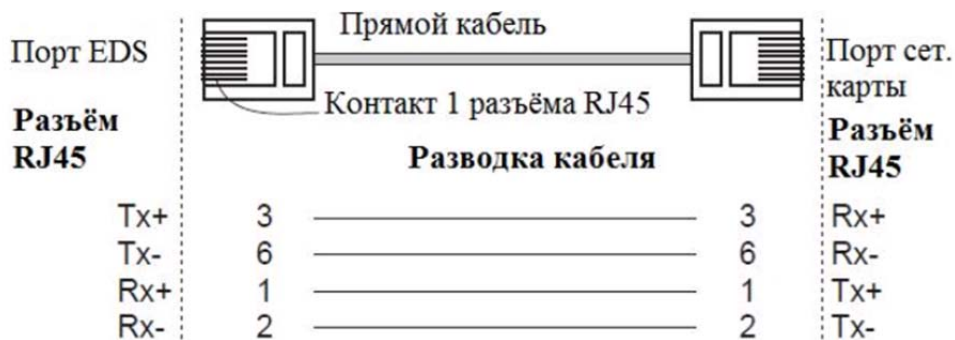 Прямой кабель
Порт EDS
Порт сет.
карты
Контакт 1 разъёма RJ45
Разъём
RJ45
Разводка кабеля
Разъём
RJ45
Tx+ 3 3 Rx+
Tx- 6 6 Rx-
Rx+ 1 1 Tx+
Rx- 2 2 Tx-